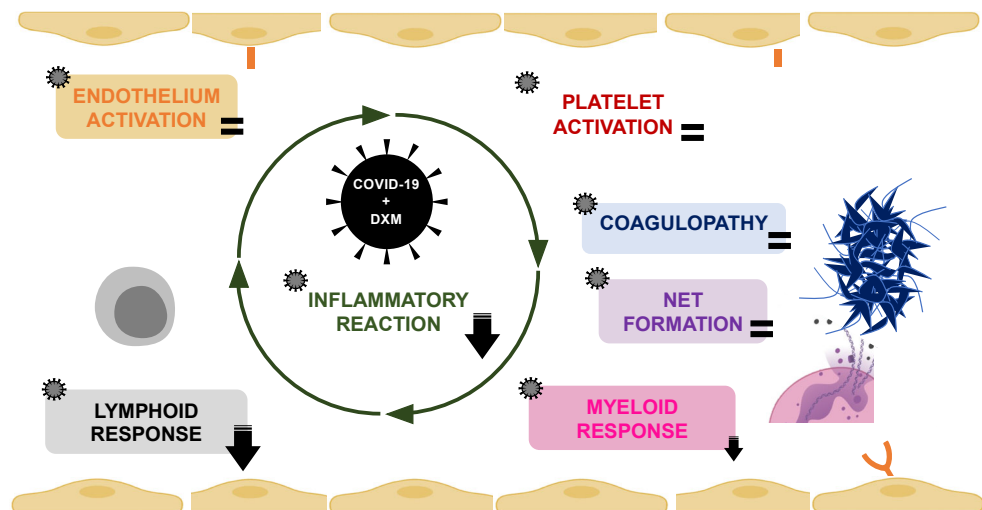 ENDOTHELIUM
ACTIVATION
=
PLATELET
ACTIVATION
=
COVID-19
+
DXM
COAGULOPATHY
=
INFLAMMATORY
REACTION
NET
FORMATION
=
LYMPHOID
RESPONSE
MYELOID
RESPONSE